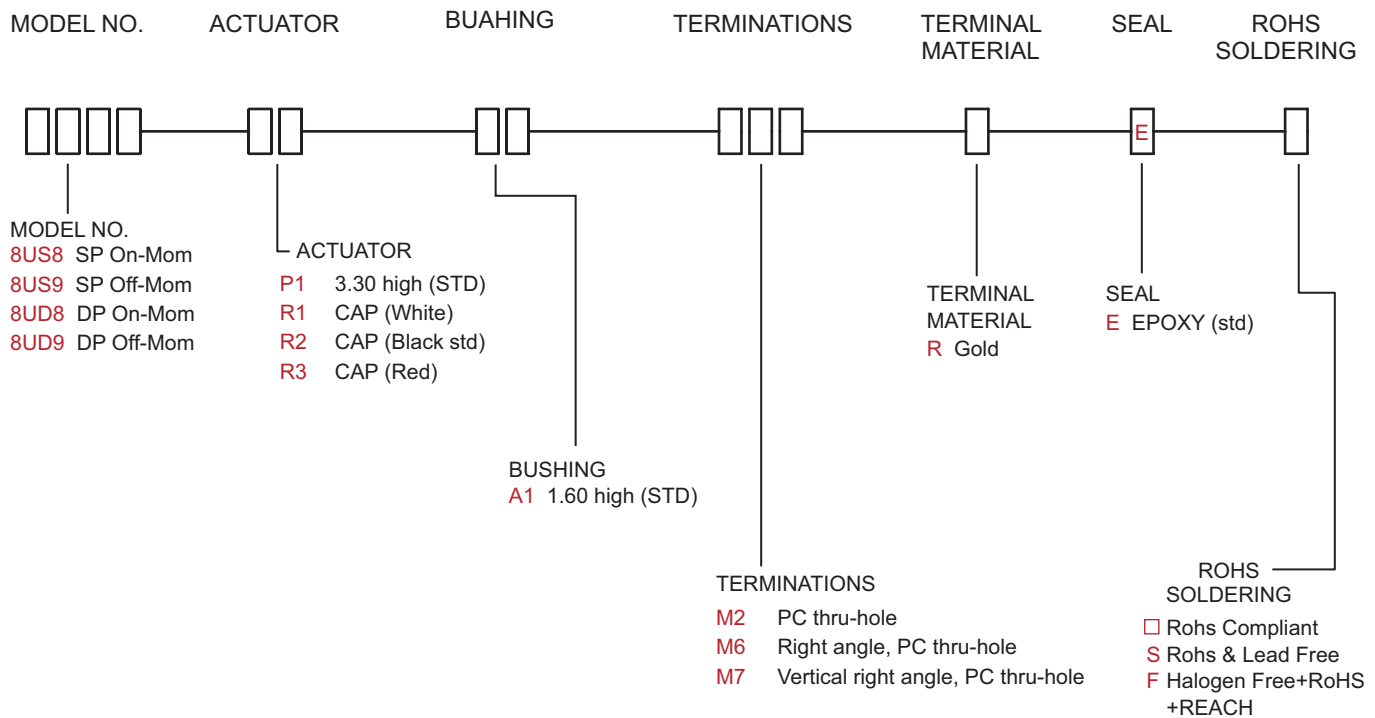 MODEL NO.
ACTUATOR
BUAHING
TERMINATIONS
TERMINAL
MATERIAL
SEAL
ROHS
SOLDERING
E
MODEL NO.
8US8 SP On-Mom
8US9 SP Off-Mom
8UD8 DP On-Mom
8UD9 DP Off-Mom
ACTUATOR
P1 3.30 high (STD)
R1 CAP (White)
R2 CAP (Black std)
R3 CAP (Red)
BUSHING
A1 1.60 high (STD)
TERMINATIONS
M2 PC thru-hole
M6 Right angle, PC thru-hole
M7 Vertical right angle, PC thru-hole
TERMINAL
MATERIAL
R Gold
SEAL
E EPOXY (std)
ROHS
SOLDERING
□ Rohs Compliant
S Rohs & Lead Free
F Halogen Free+RoHS
+REACH